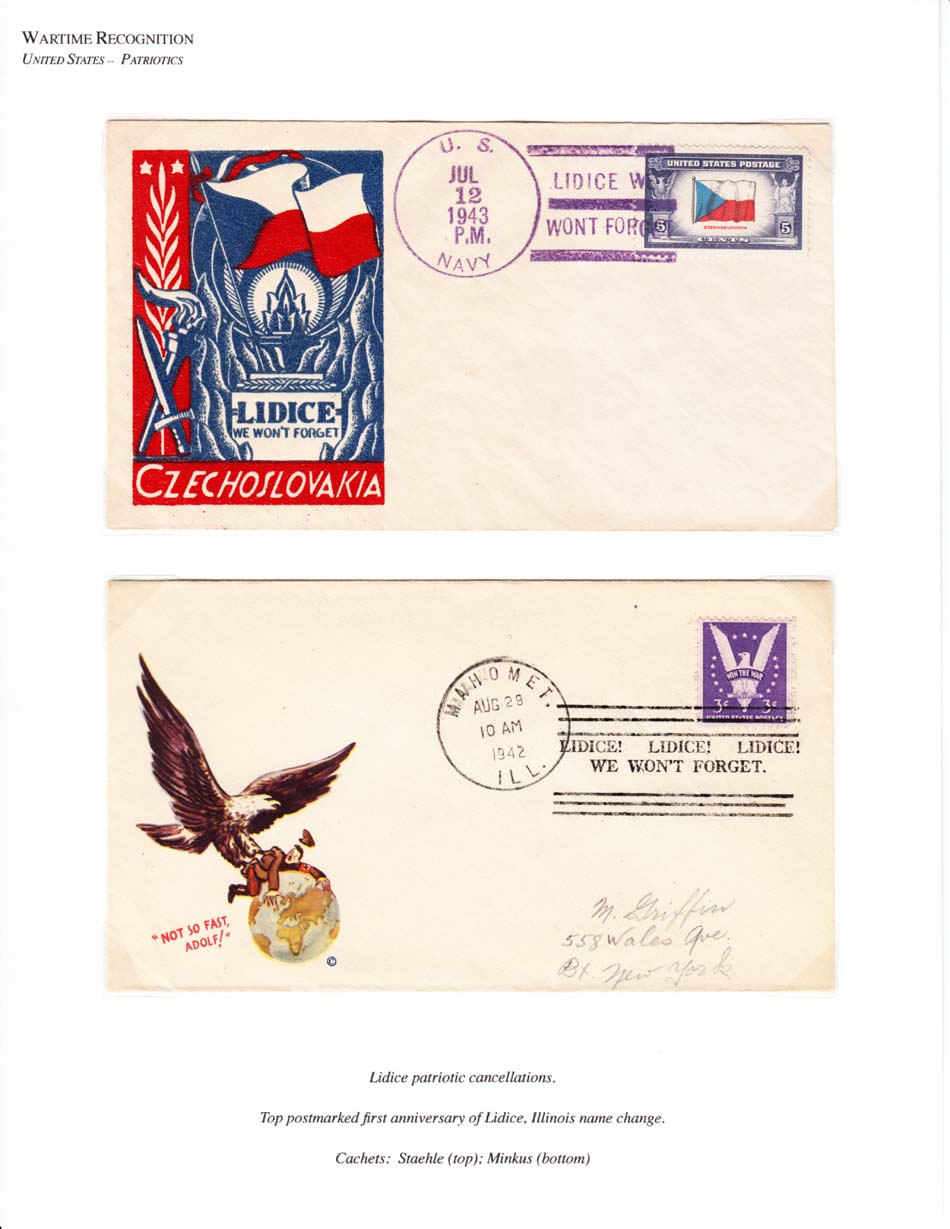 WARTIME RECOGNITION
UNITED STATES -- PATRIOTICS
U. S.
JUL
12
1943
P.M.
NAVY
LIDICE W
WONT FORG
UNITED STATES POSTAGE
CZECHOSLOVAKIA
5 5
CENTS
LIDICE
WE WON'T FORGET
CZECHOSLOVAKIA
MAHOMET.
AUG 29
10 AM
1942
ILL.
WIN THE WAR
3¢ 3¢
UNITED STATES POSTAGE
LIDICE! LIDICE! LIDICE!
WE WON'T FORGET.
"NOT SO FAST,
ADOLF!"
©
M. Griffin
558 Wales Ave.
Bx. New York
Lidice patriotic cancellations.
Top postmarked first anniversary of Lidice, Illinois name change.
Cachets: Staehle (top); Minkus (bottom)